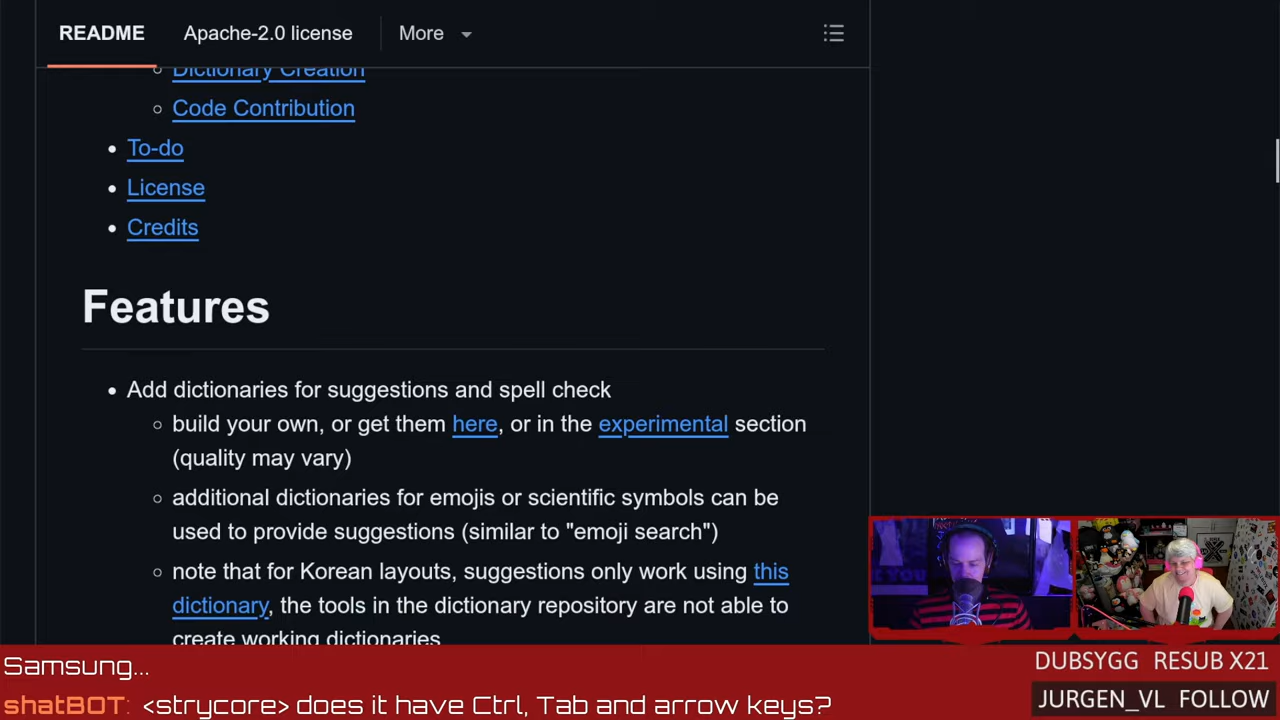 README
Apache-2.0 license
More
Dictionary Creation
Code Contribution
To-do
License
Credits
Features
Add dictionaries for suggestions and spell check
build your own, or get them here, or in the experimental section
(quality may vary)
additional dictionaries for emojis or scientific symbols can be
used to provide suggestions (similar to "emoji search")
note that for Korean layouts, suggestions only work using this
dictionary, the tools in the dictionary repository are not able to
create working dictionaries
Samsung...
shatBOT: <strycore> does it have Ctrl, Tab and arrow keys?
DUBSYGG RESUB X21
JURGEN_VL FOLLOW